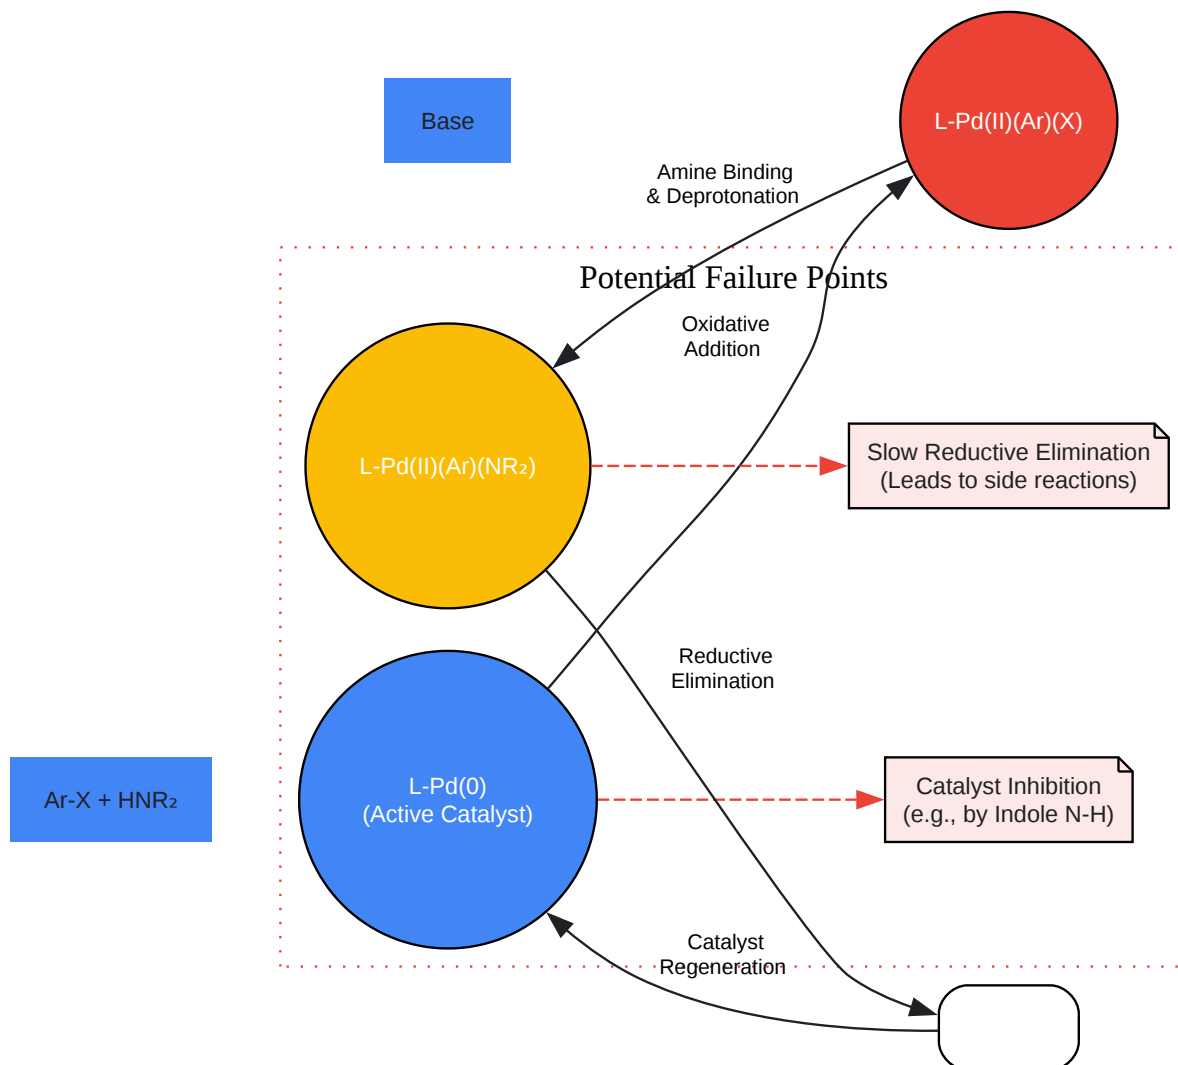 Base
L-Pd(II)(Ar)(X)
Amine Binding
& Deprotonation
Potential Failure Points
Oxidative
Addition
L-Pd(II)(Ar)(NR₂)
Slow Reductive Elimination
(Leads to side reactions)
Reductive
Elimination
Ar-X + HNR₂
L-Pd(0)
(Active Catalyst)
Catalyst Inhibition
(e.g., by Indole N-H)
Catalyst
Regeneration